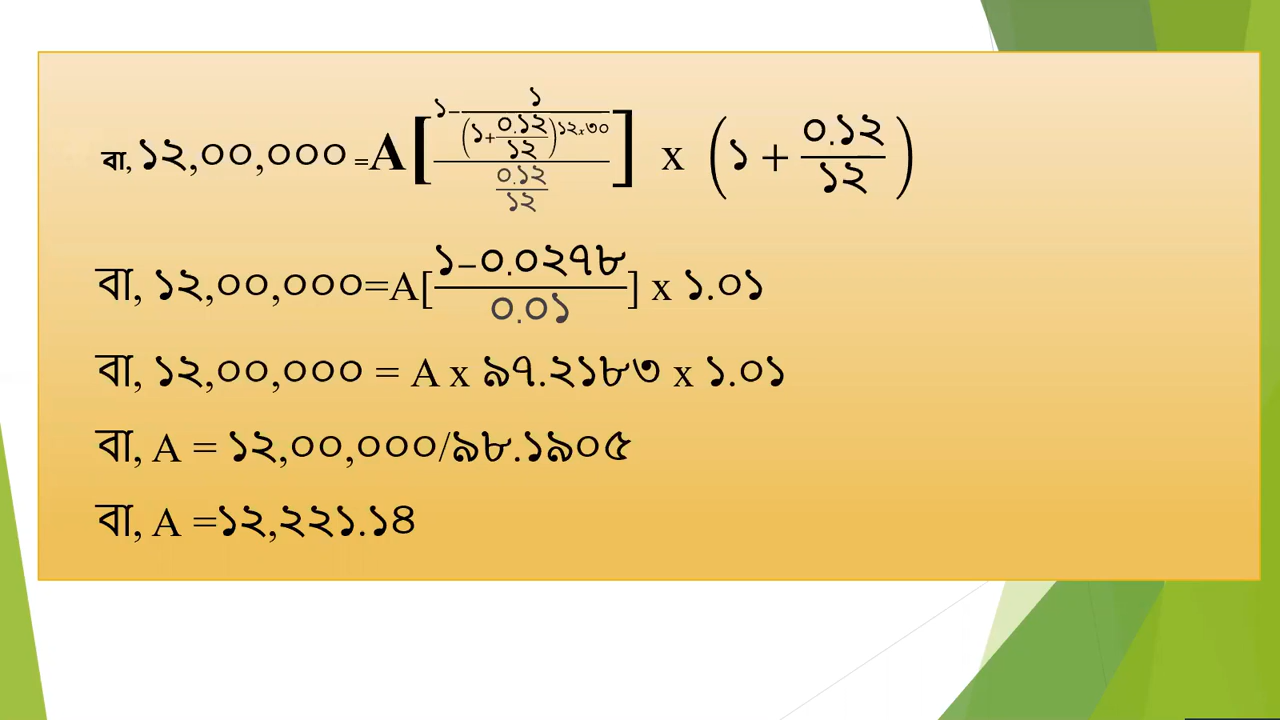 বা, ১২,০০,০০০ =A[(১-১/(১+০.১২/১২)^১২x৩০)/(০.১২/১২)] x (১+০.১২/১২)
বা, ১২,০০,০০০=A[(১-০.০২৭৮)/০.০১] x ১.০১
বা, ১২,০০,০০০ = A x ৯৭.২১৮৩ x ১.০১
বা, A = ১২,০০,০০০/৯৮.১৯০৫
বা, A =১২,২২১.১৪